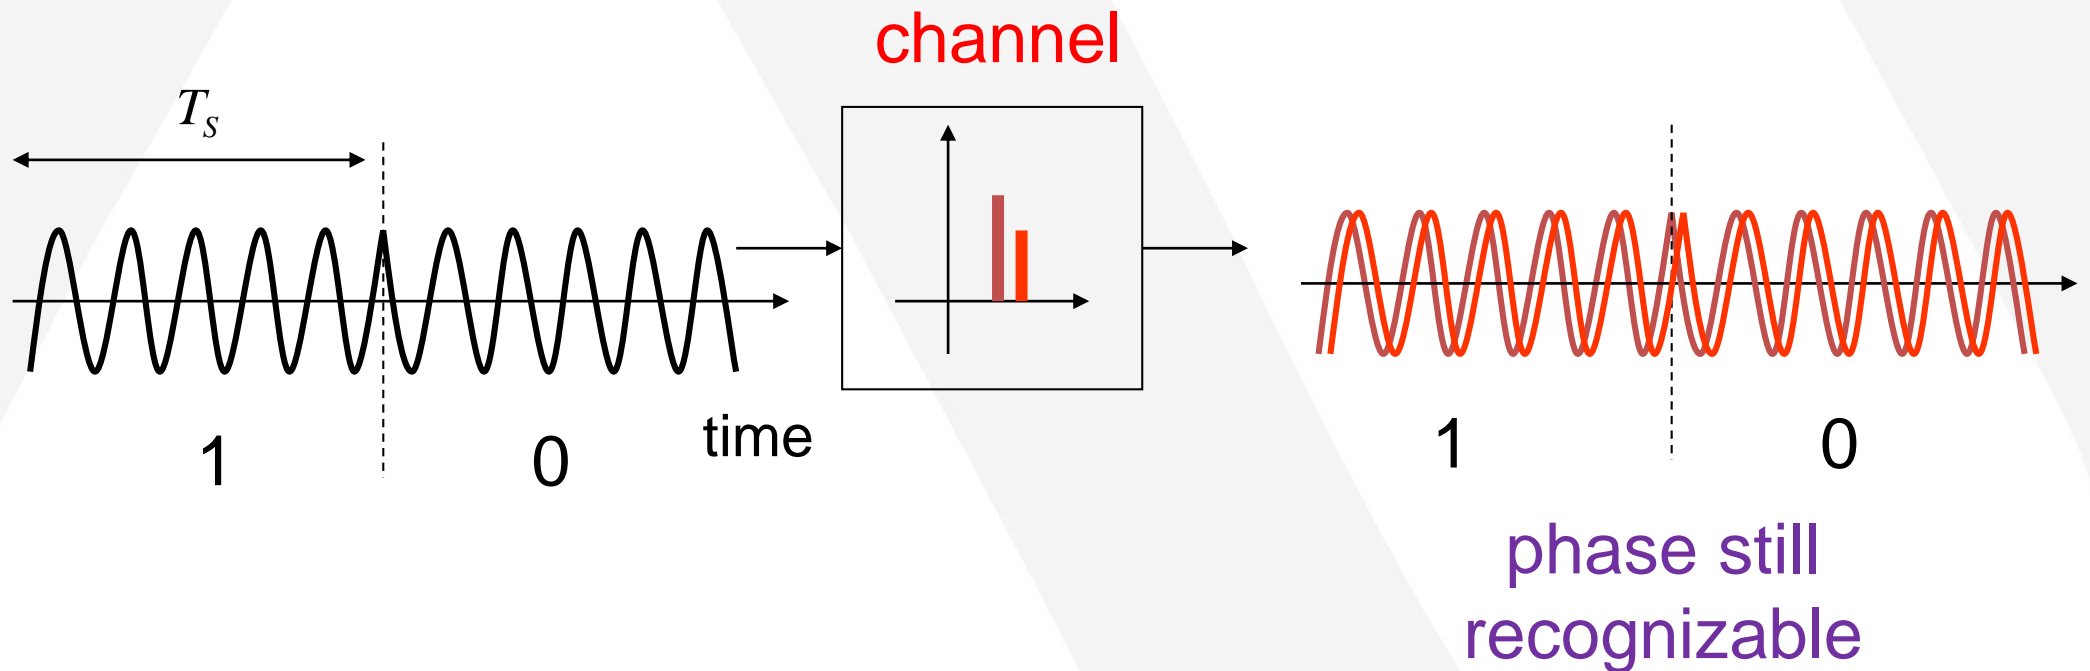 channel
T_S
1
0
time
1
0
phase still
recognizable